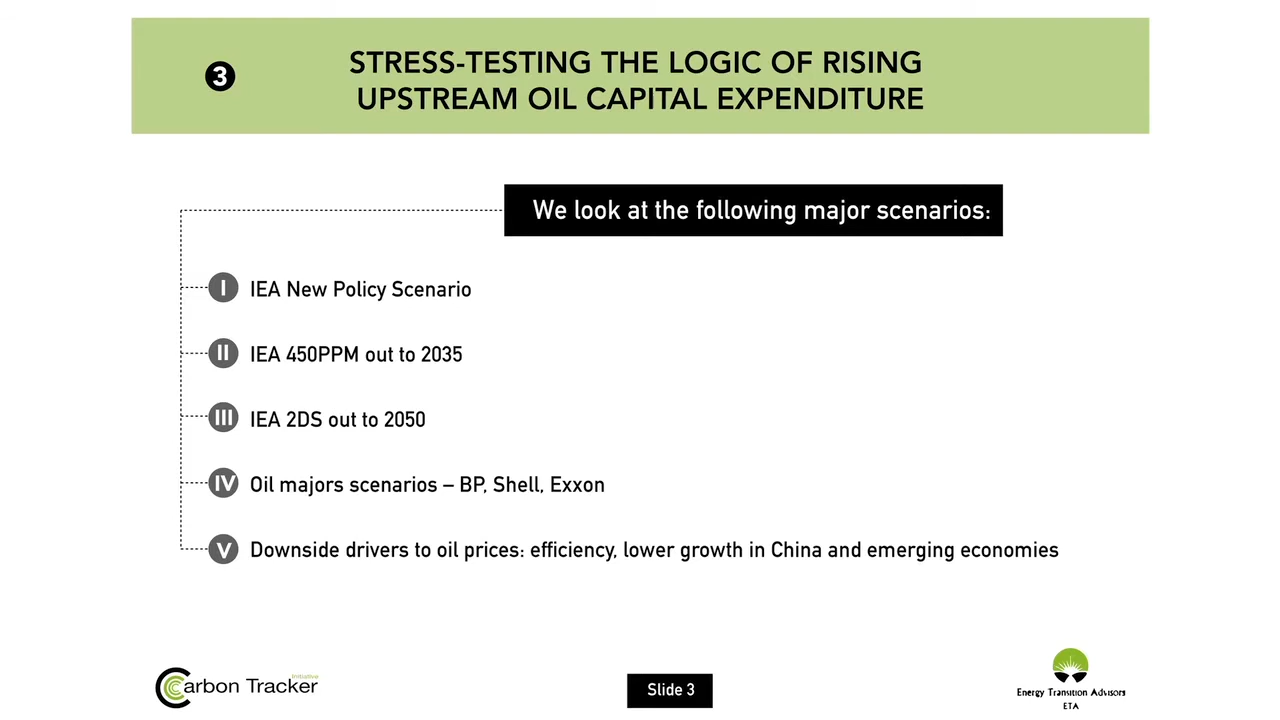 3
STRESS-TESTING THE LOGIC OF RISING
UPSTREAM OIL CAPITAL EXPENDITURE
We look at the following major scenarios:
I IEA New Policy Scenario
II IEA 450PPM out to 2035
III IEA 2DS out to 2050
IV Oil majors scenarios – BP, Shell, Exxon
V Downside drivers to oil prices: efficiency, lower growth in China and emerging economies
Initiative
Carbon Tracker
Slide 3
Energy Transition Advisors
ETA